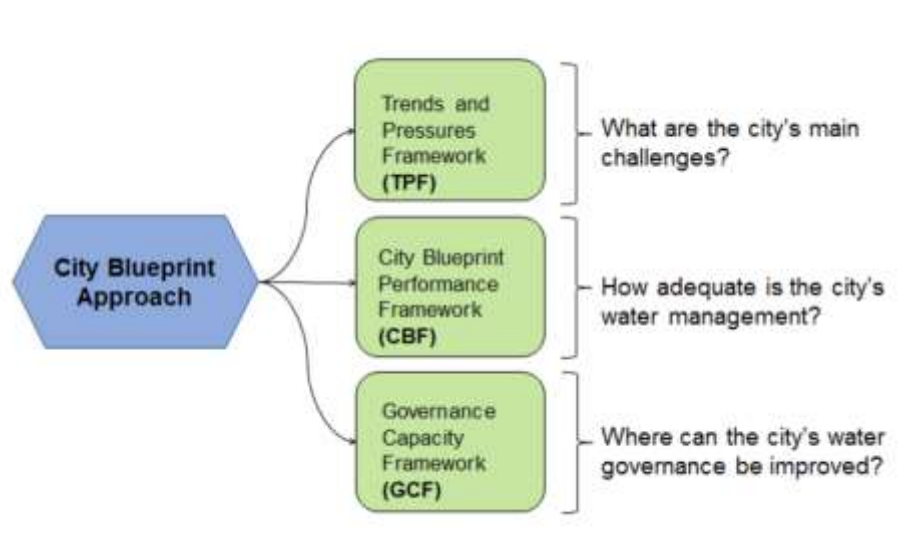 City Blueprint
Approach
Trends and
Pressures
Framework
(TPF)
What are the city's main
challenges?
City Blueprint
Performance
Framework
(CBF)
How adequate is the city's
water management?
Governance
Capacity
Framework
(GCF)
Where can the city's water
governance be improved?